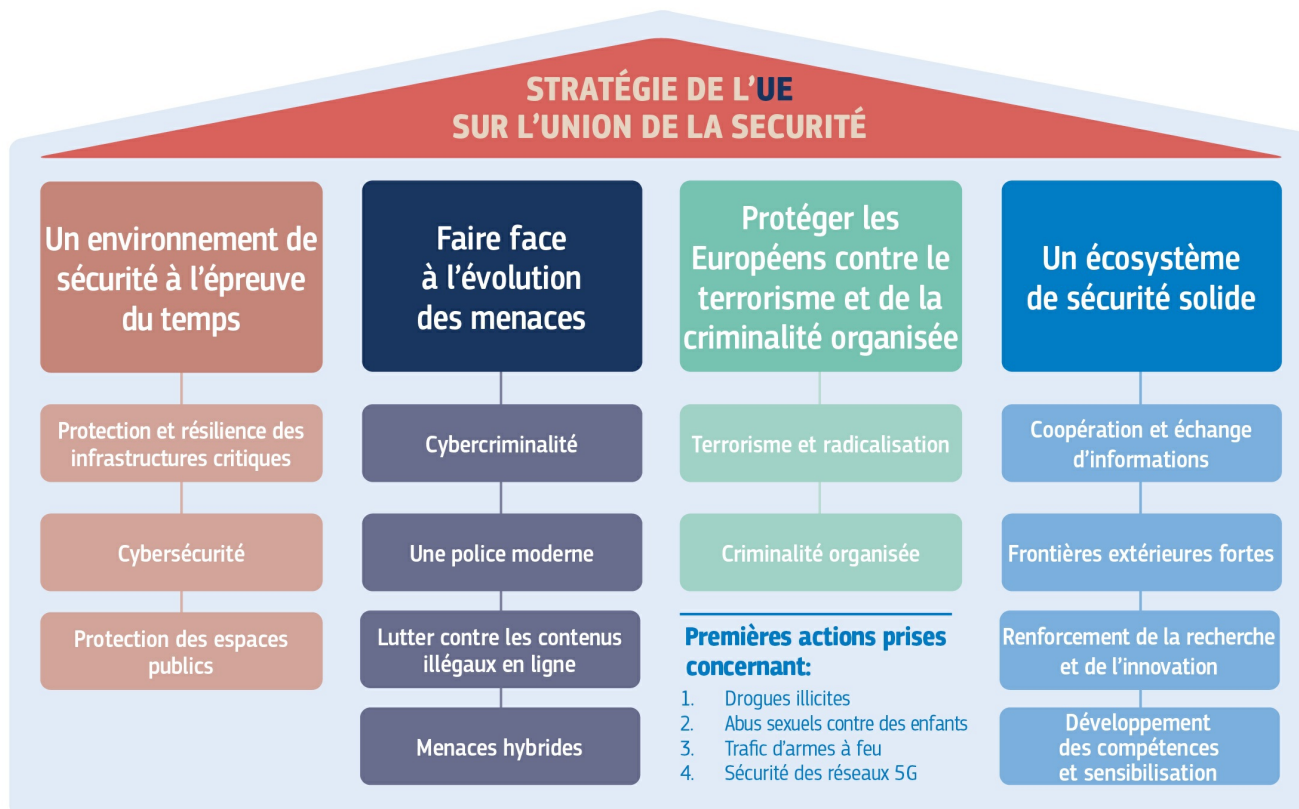 STRATÉGIE DE L'UE
SUR L'UNION DE LA SECURITÉ
Un environnement de
sécurité à l'épreuve
du temps
Protection et résilience des
infrastructures critiques
Cybersécurité
Protection des espaces
publics
Faire face
à l'évolution
des menaces
Cybercriminalité
Une police moderne
Lutter contre les contenus
illégaux en ligne
Menaces hybrides
Protéger les
Européens contre le
terrorisme et de la
criminalité organisée
Terrorisme et radicalisation
Criminalité organisée
Premières actions prises
concernant:
1. Drogues illicites
2. Abus sexuels contre des enfants
3. Trafic d'armes à feu
4. Sécurité des réseaux 5G
Un écosystème
de sécurité solide
Coopération et échange
d'informations
Frontières extérieures fortes
Renforcement de la recherche
et de l'innovation
Développement
des compétences
et sensibilisation